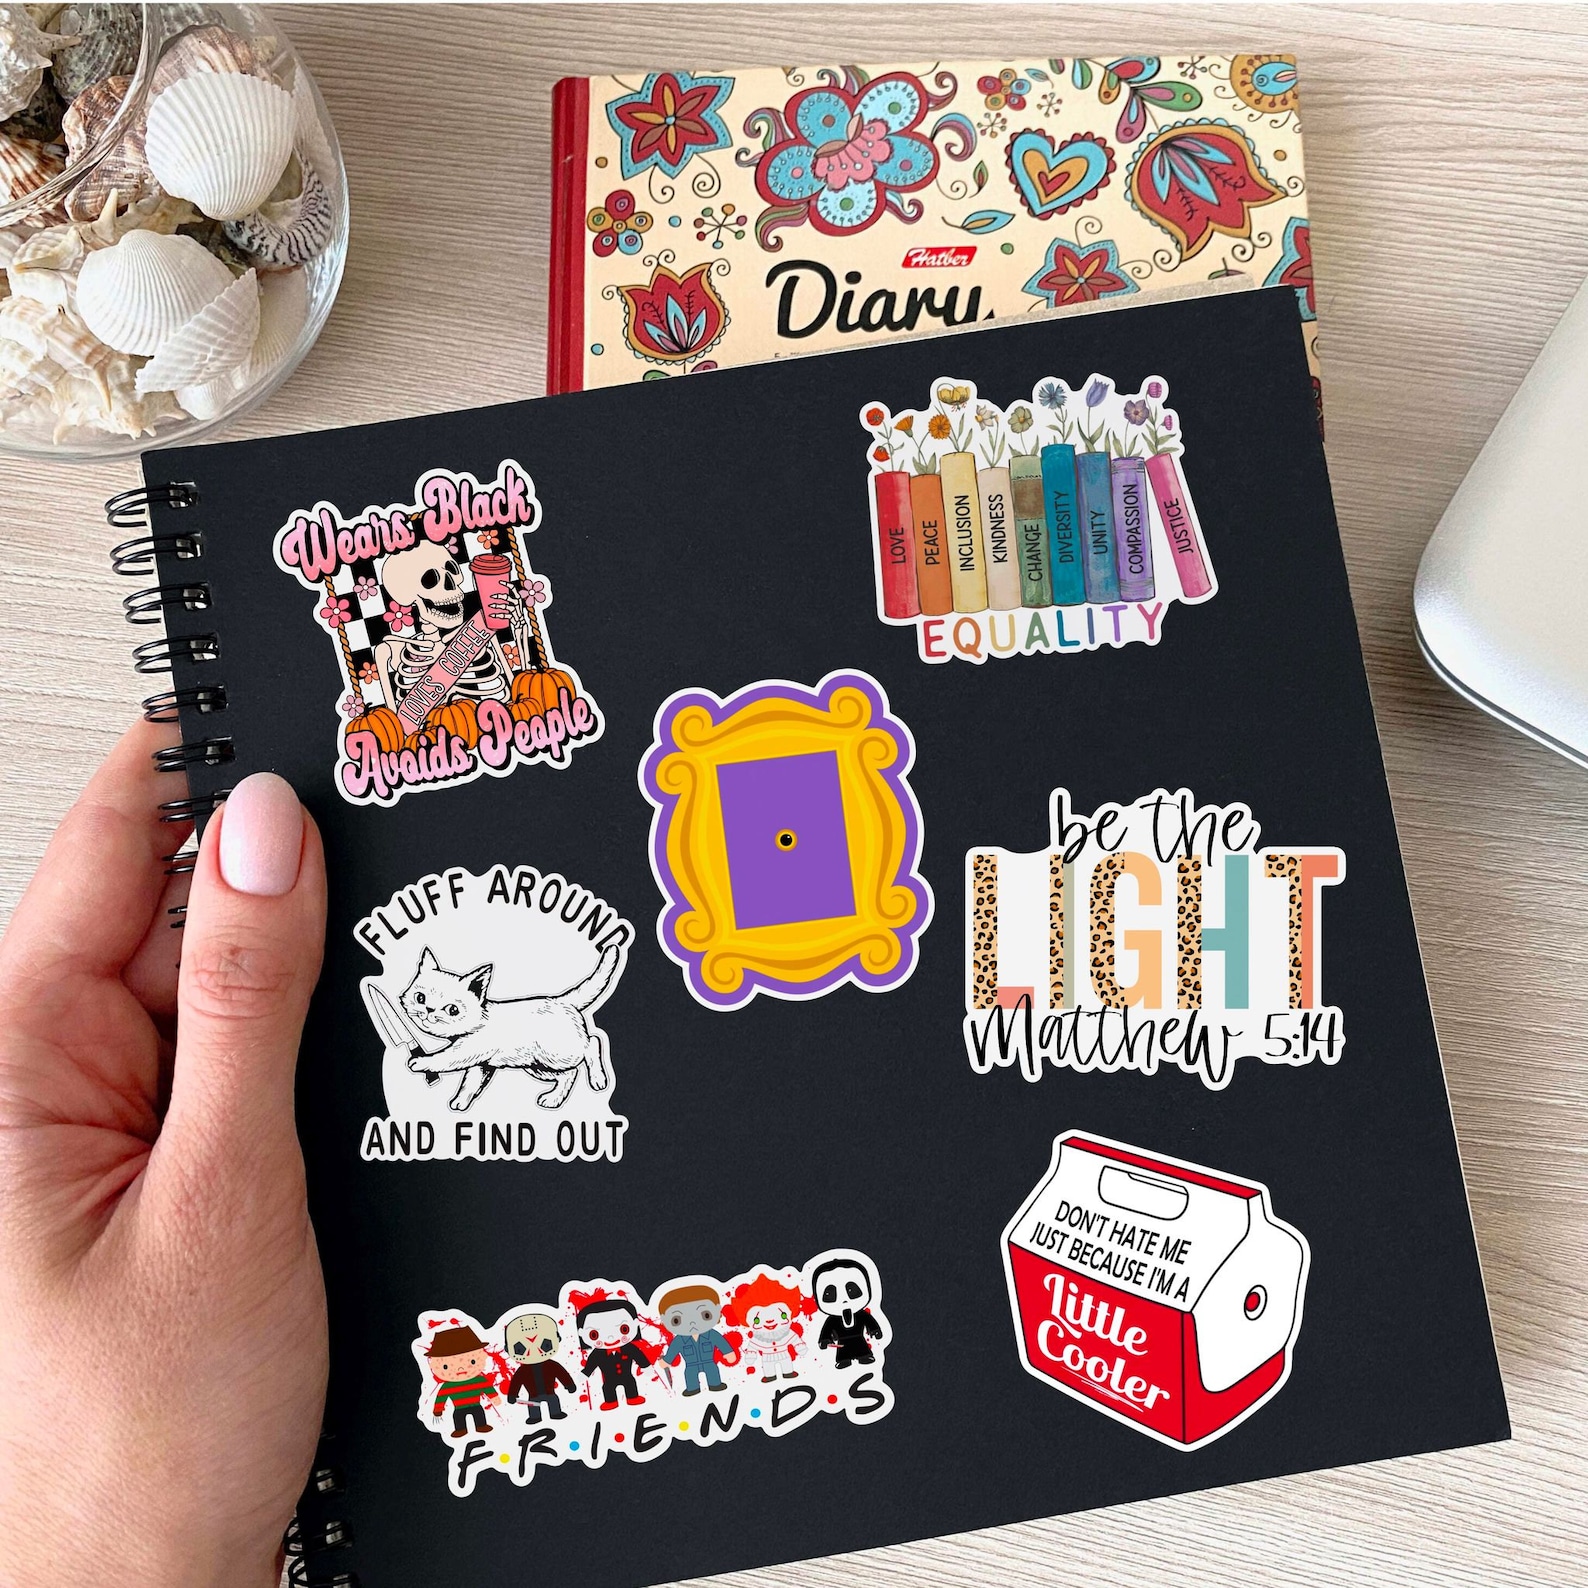 Hatber
Diary
Wears Black
LOVES COFFEE
Avoids People
LOVE
PEACE
INCLUSION
KINDNESS
CHANGE
DIVERSITY
UNITY
COMPASSION
JUSTICE
EQUALITY
be the
LIGHT
Matthew 5:14
FLUFF AROUND
AND FIND OUT
DON'T HATE ME
JUST BECAUSE I'M A
Little
Cooler
F·R·I·E·N·D·S